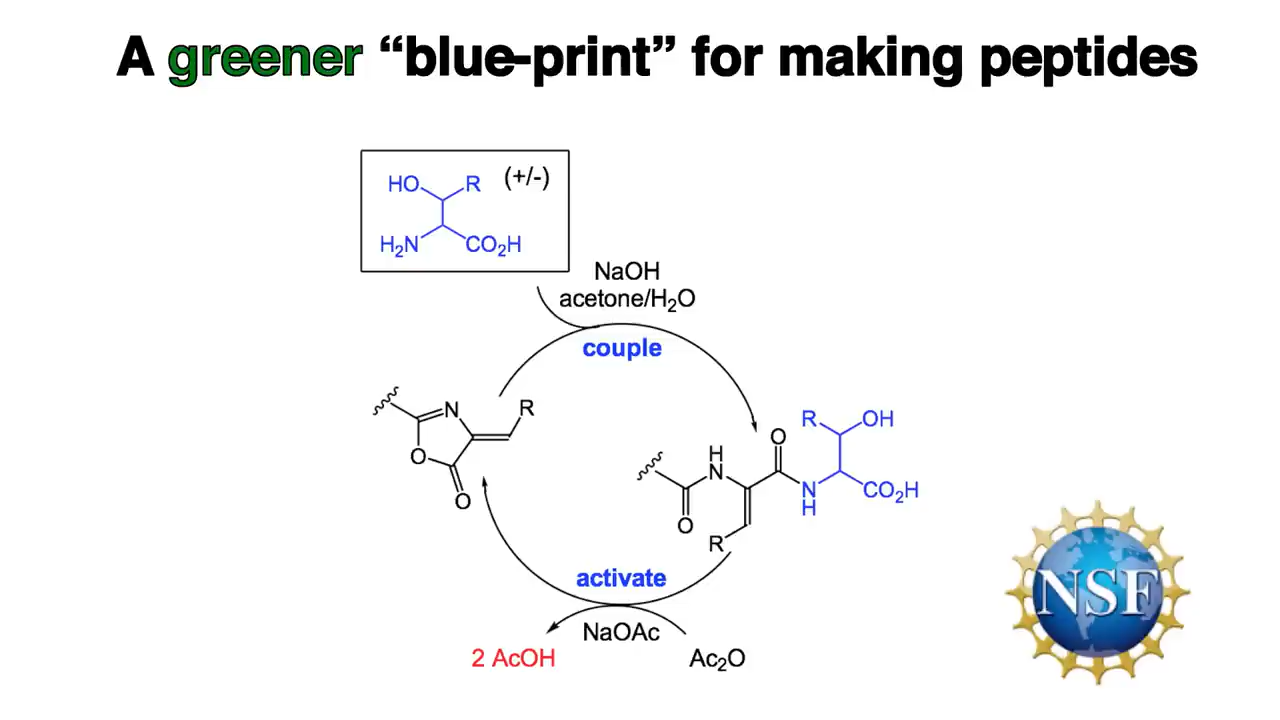 A greener “blue-print” for making peptides
HO R (+/-)
H₂N CO₂H
NaOH
acetone/H₂O
couple
N R
O
O
R OH
O
H
N
N
H
CO₂H
O
R
activate
NaOAc
2 AcOH Ac₂O
NSF